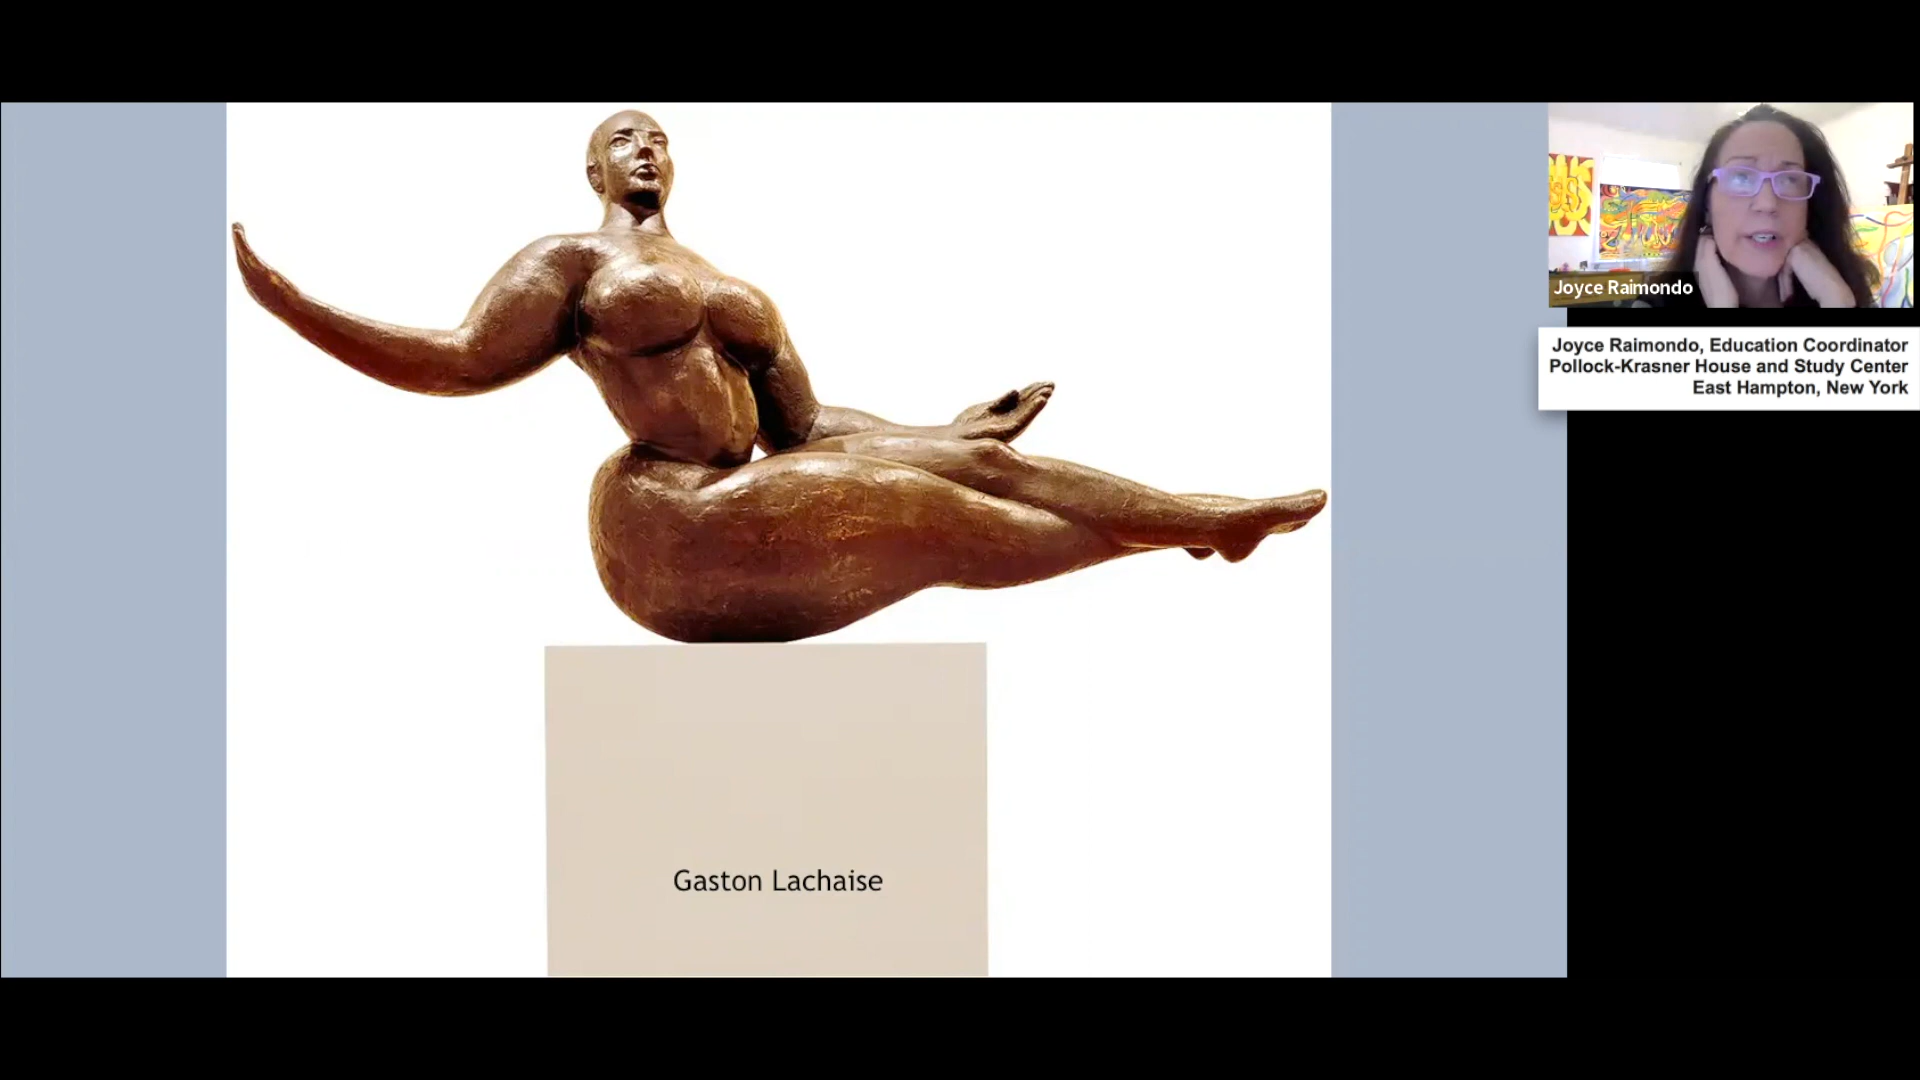 Gaston Lachaise
Joyce Raimondo
Joyce Raimondo, Education Coordinator
Pollock-Krasner House and Study Center
East Hampton, New York